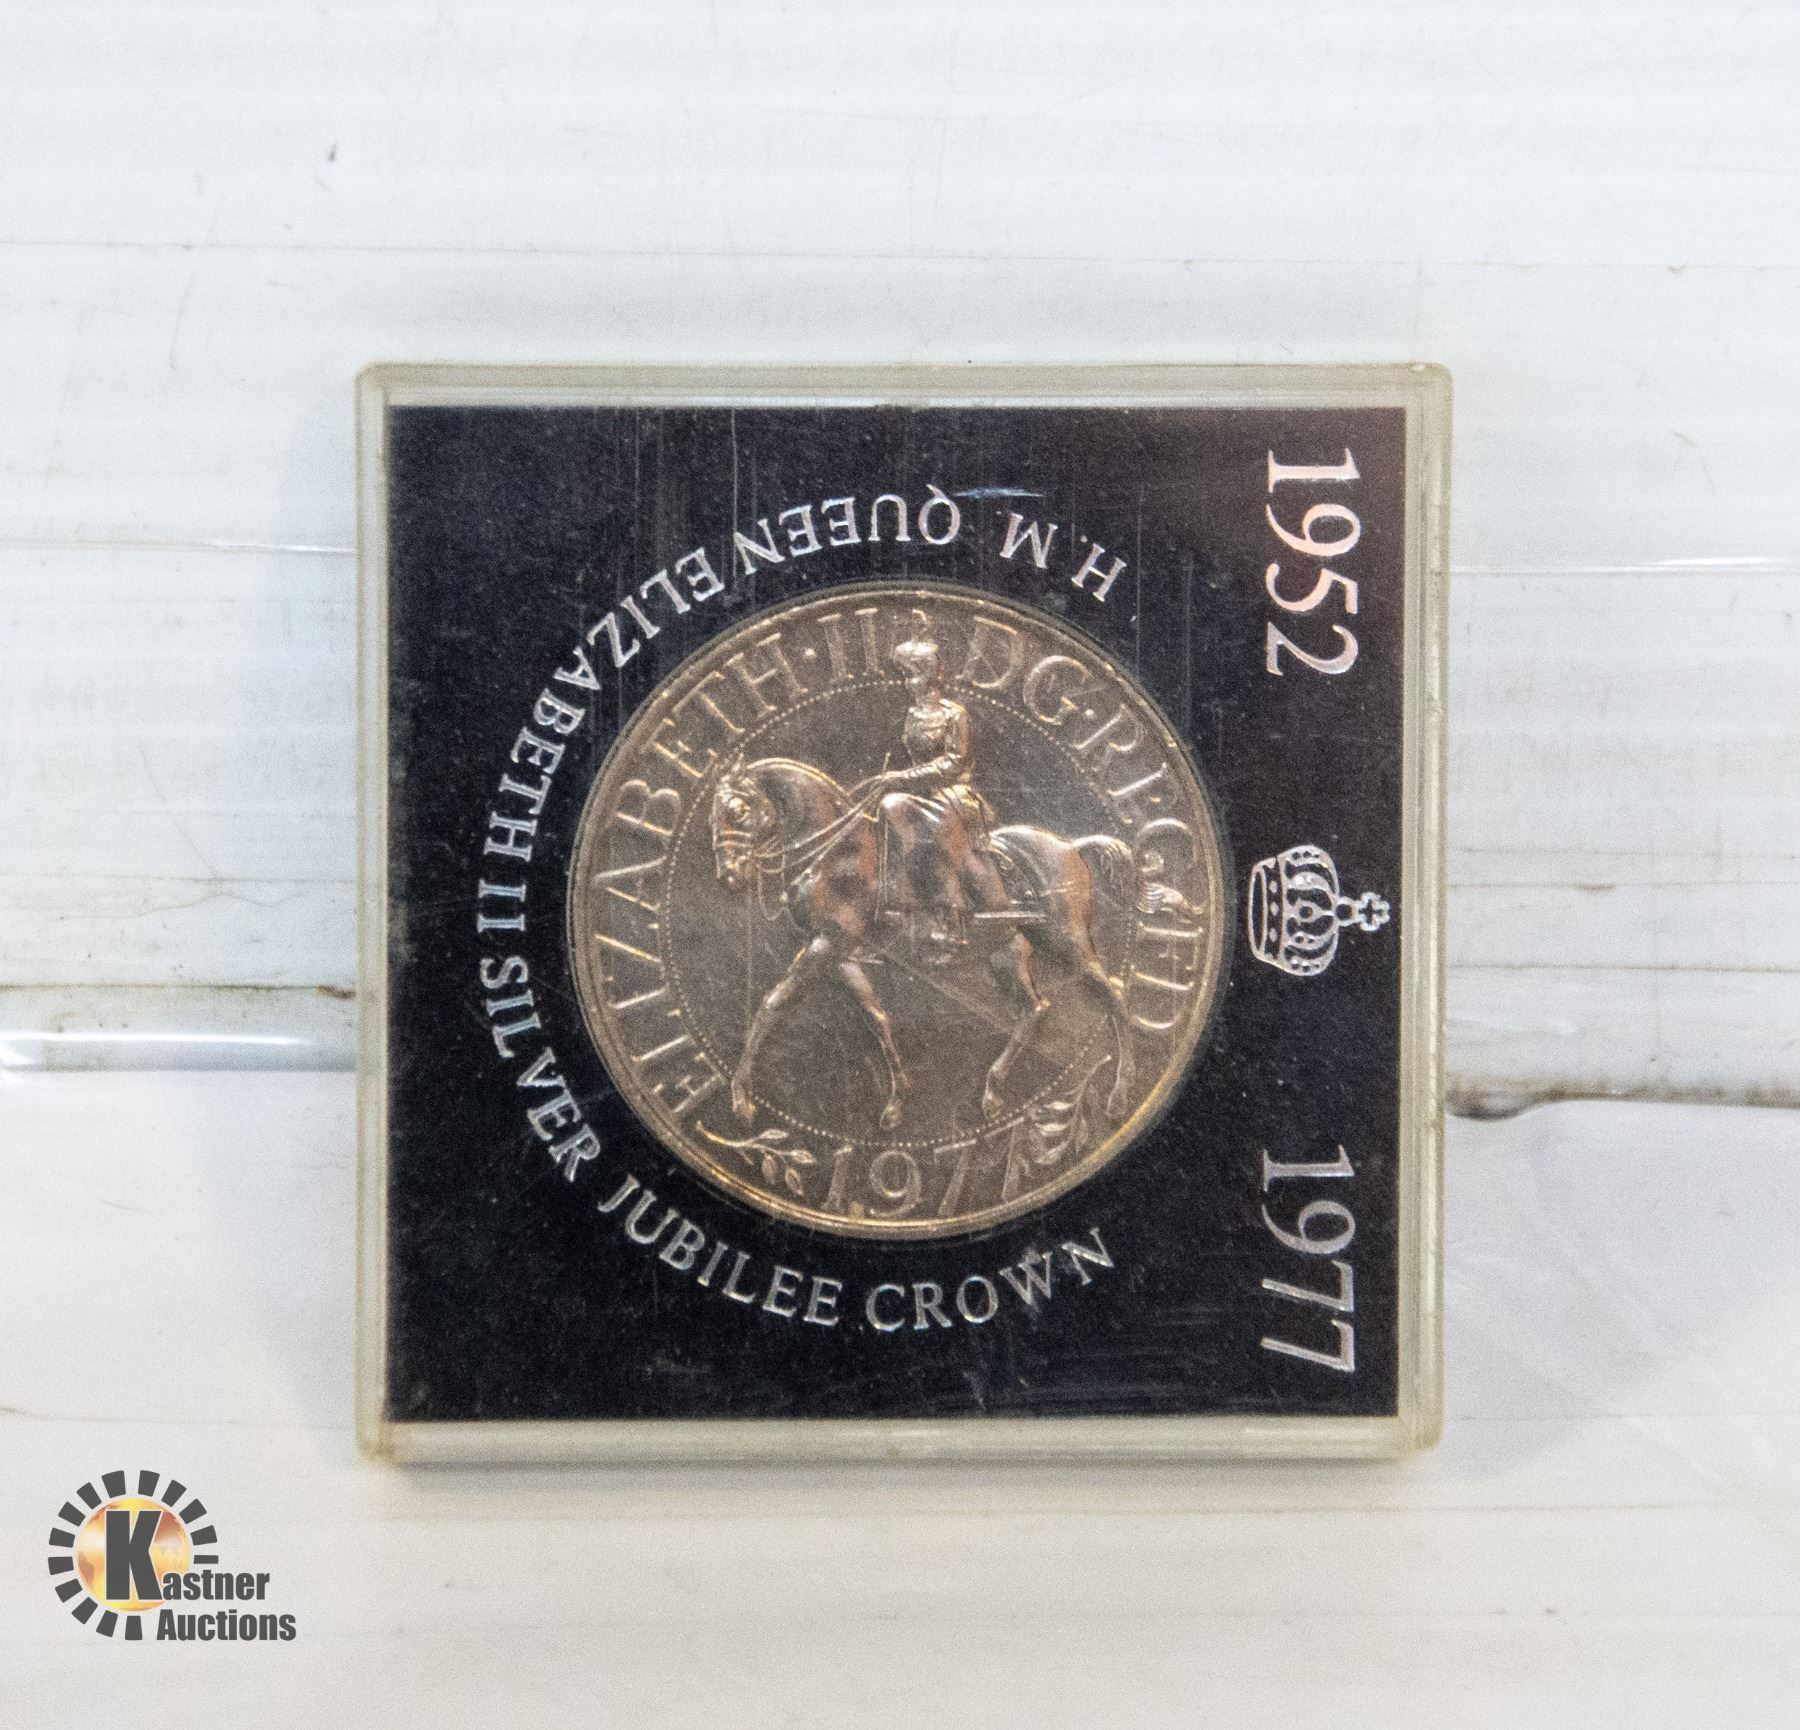 1952 1977
H.M. QUEEN ELIZABETH II SILVER JUBILEE CROWN
ELIZABETH·II D·G·REG F·D
1977
Kastner
Auctions